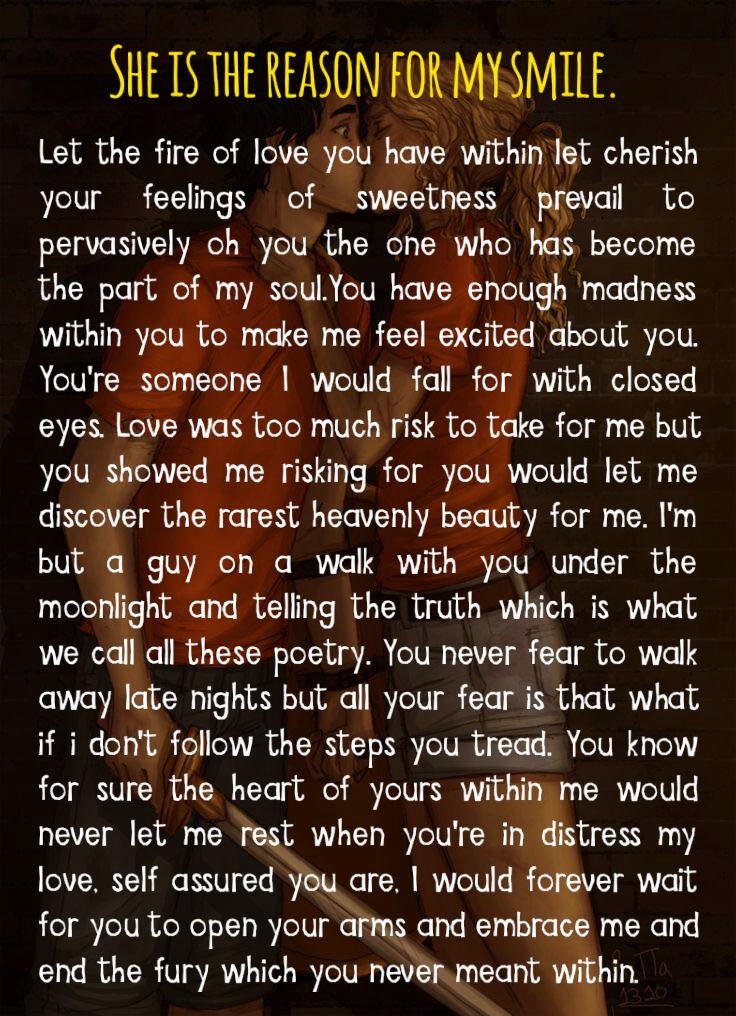 She is the reason for my smile.
Let the fire of love you have within let cherish
your feelings of sweetness prevail to
pervasively oh you the one who has become
the part of my soul.You have enough madness
within you to make me feel excited about you.
You're someone I would fall for with closed
eyes. Love was too much risk to take for me but
you showed me risking for you would let me
discover the rarest heavenly beauty for me. I'm
but a guy on a walk with you under the
moonlight and telling the truth which is what
we call all these poetry. You never fear to walk
away late nights but all your fear is that what
if i don't follow the steps you tread. You know
for sure the heart of yours within me would
never let me rest when you're in distress my
love, self assured you are, I would forever wait
for you to open your arms and embrace me and
end the fury which you never meant within.
1310